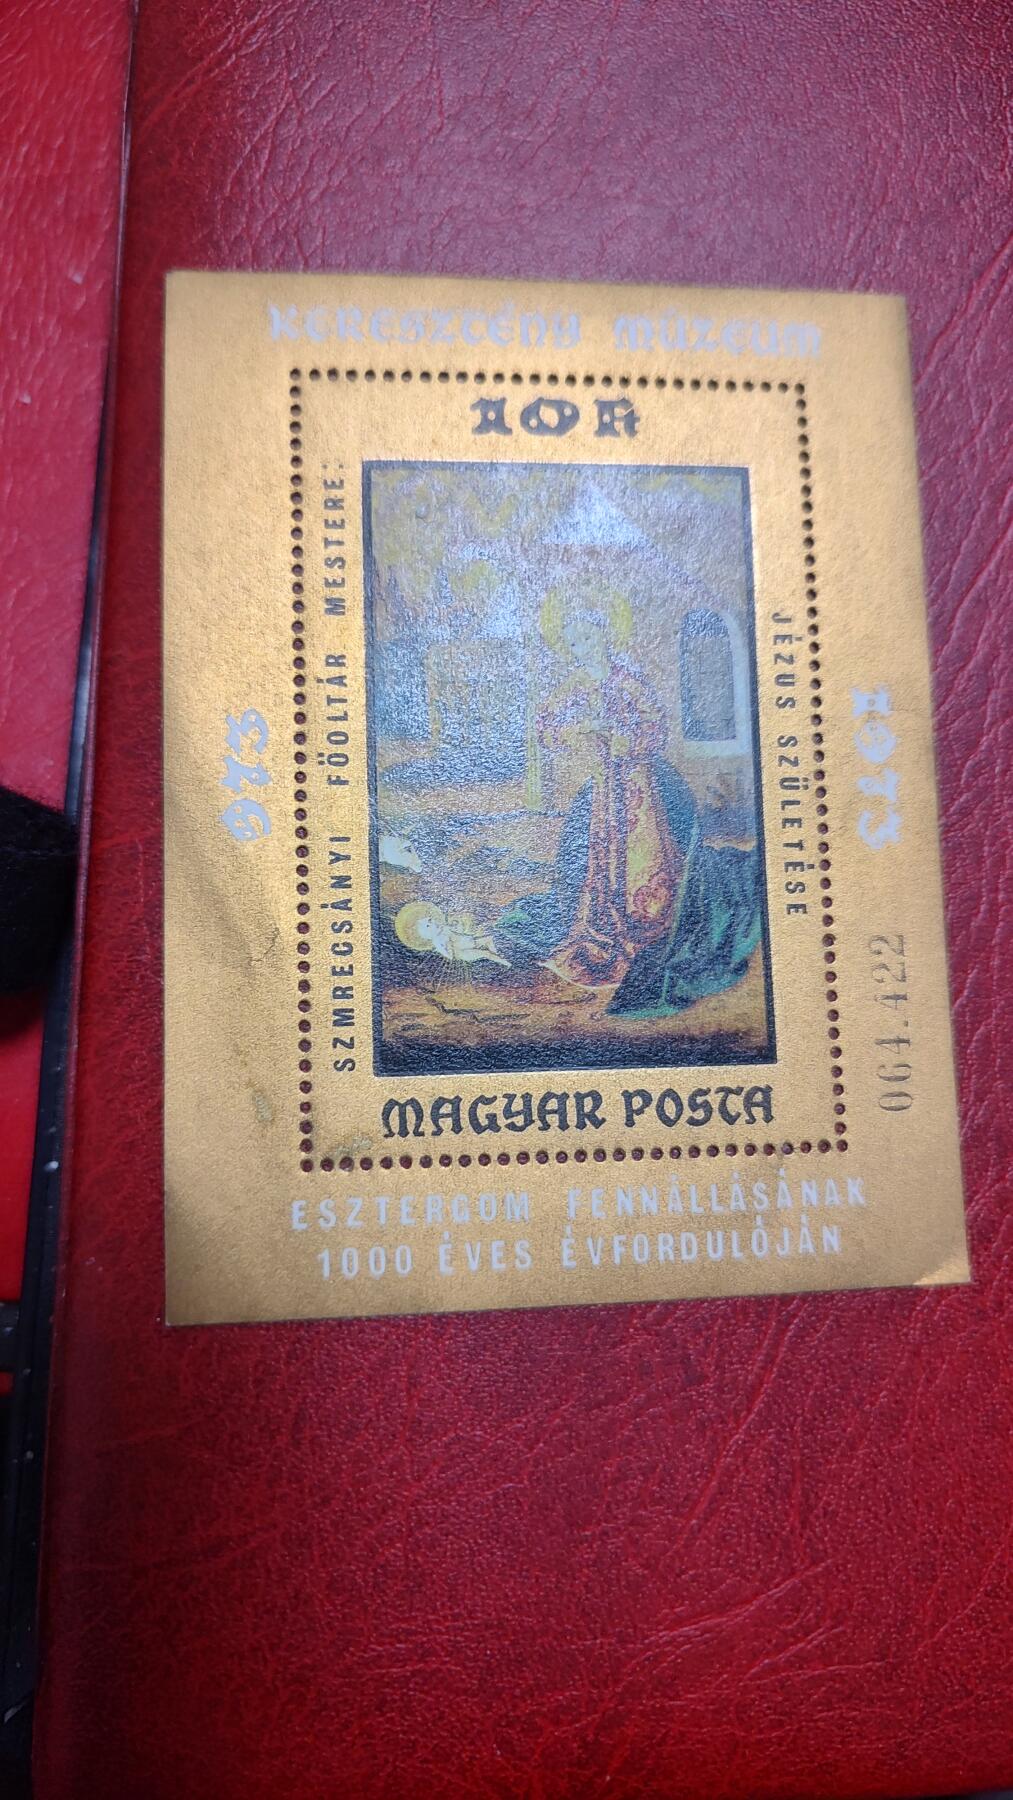 KERESZTÉNY MÚZEUM
10 Ft
SZMRECSÁNYI FŐOLTÁR MESTERE:
JÉZUS SZÜLETÉSE
973
1973
064.422
MAGYAR POSTA
ESZTERGOM FENNÁLLÁSÁNAK
1000 ÉVES ÉVFORDULÓJÁN